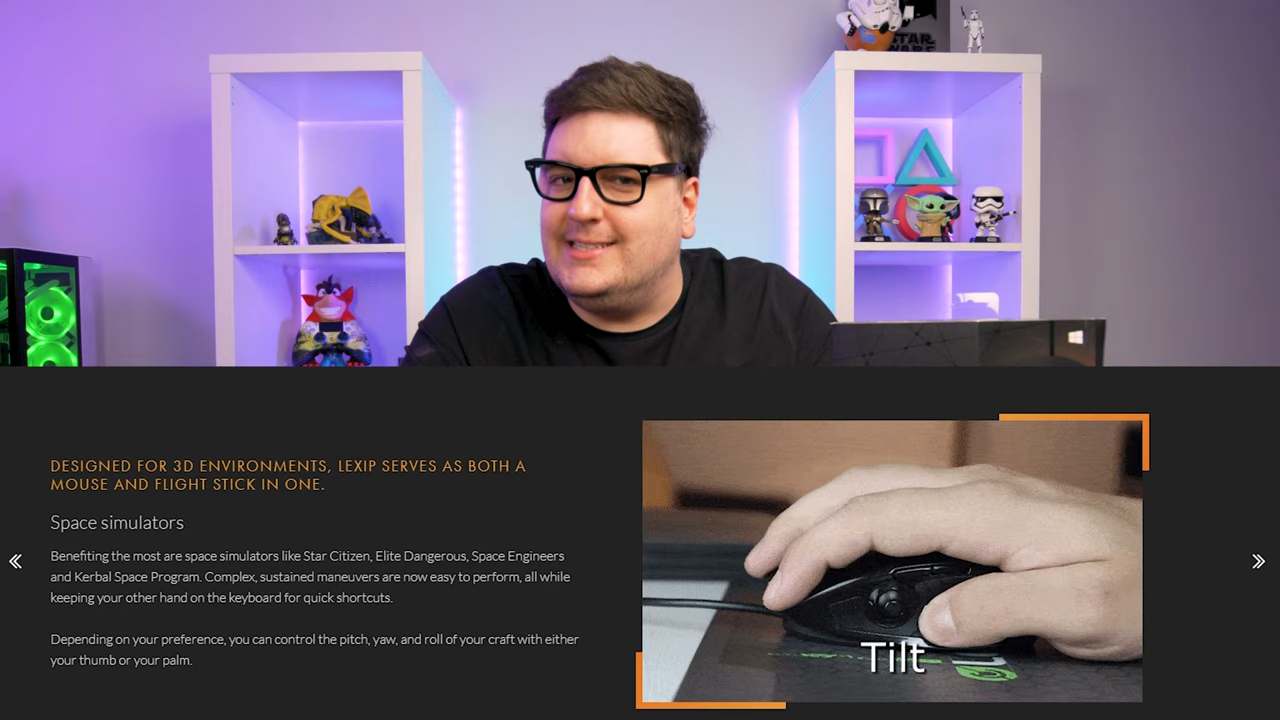 STAR
WARS
DESIGNED FOR 3D ENVIRONMENTS, LEXIP SERVES AS BOTH A
MOUSE AND FLIGHT STICK IN ONE.
Space simulators
Benefiting the most are space simulators like Star Citizen, Elite Dangerous, Space Engineers
and Kerbal Space Program. Complex, sustained maneuvers are now easy to perform, all while
keeping your other hand on the keyboard for quick shortcuts.
Depending on your preference, you can control the pitch, yaw, and roll of your craft with either
your thumb or your palm.
Tilt